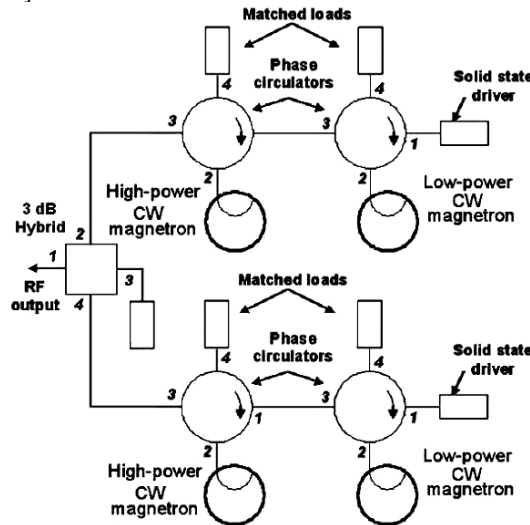 Matched loads
4
4
Phase
circulators
Solid state
driver
3
3
1
2
2
High-power
CW
magnetron
Low-power
CW
magnetron
3 dB
Hybrid
2
1
3
RF
output
4
Matched loads
4
4
Phase
circulators
Solid state
driver
3
1
3
1
2
2
High-power
CW
magnetron
Low-power
CW
magnetron